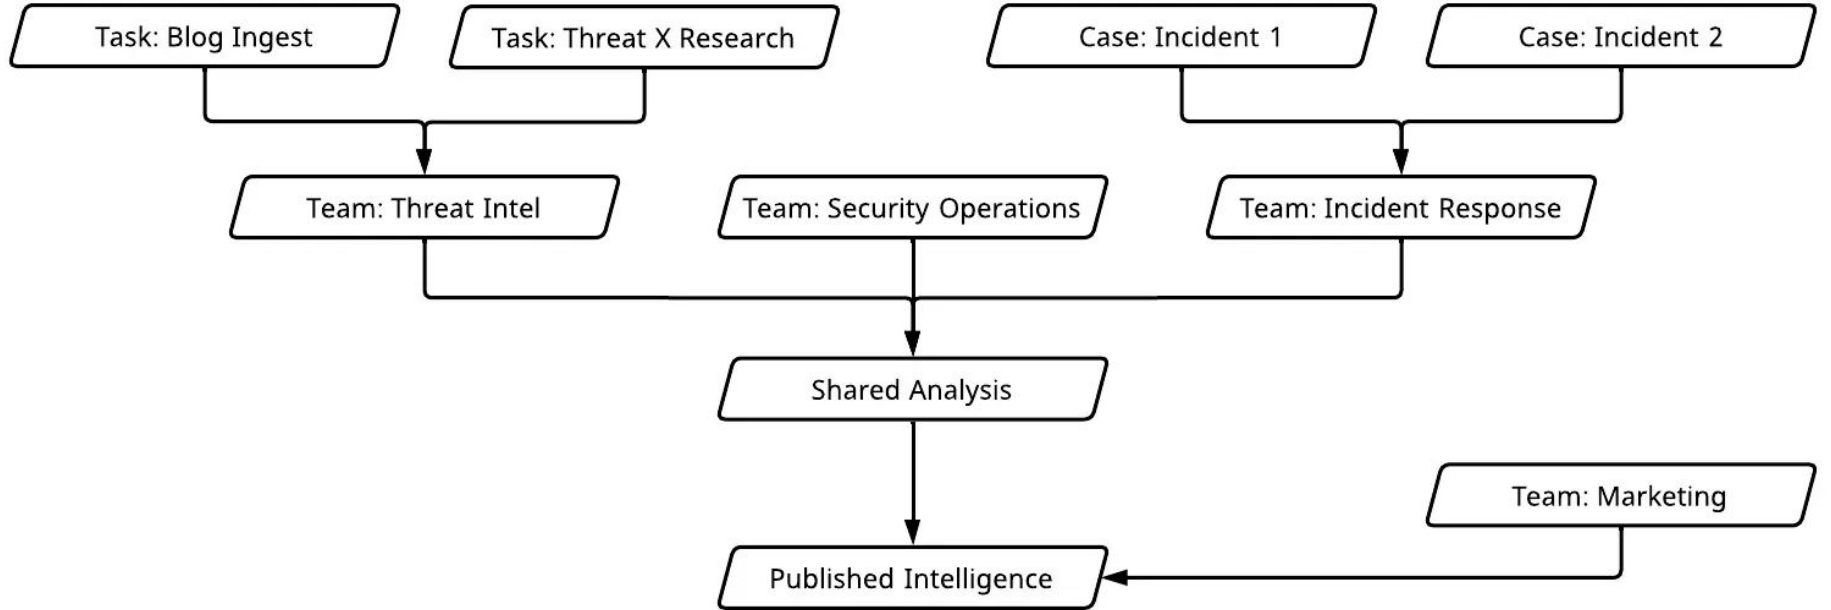 Task: Blog Ingest
Task: Threat X Research
Case: Incident 1
Case: Incident 2
Team: Threat Intel
Team: Security Operations
Team: Incident Response
Shared Analysis
Team: Marketing
Published Intelligence